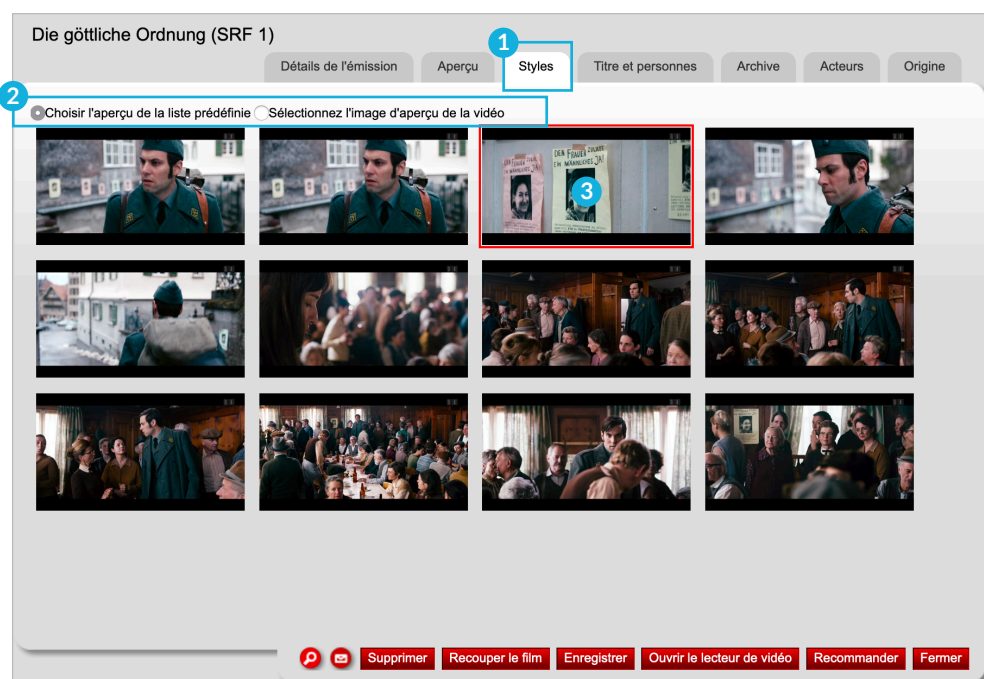 Die göttliche Ordnung (SRF 1)
1
Détails de l'émission Aperçu Styles Titre et personnes Archive Acteurs Origine
2
Choisir l'aperçu de la liste prédéfinie Sélectionnez l'image d'aperçu de la vidéo
DEN FRAUEN ZULIEBE
EIN MÄNNLICHES JA!
3
Supprimer Recouper le film Enregistrer Ouvrir le lecteur de vidéo Recommander Fermer